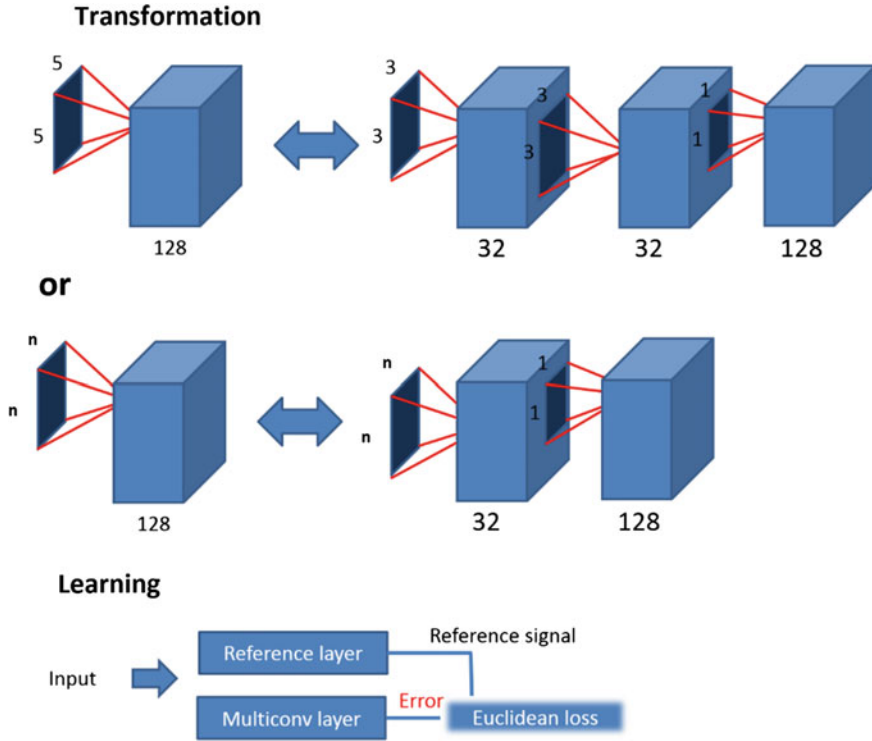 Transformation
5
5
128
3
3
3
3
32
32
1
1
128
or
n
n
128
n
n
1
1
32
128
Learning
Input
Reference layer
Reference signal
Multiconv layer
Error
Euclidean loss